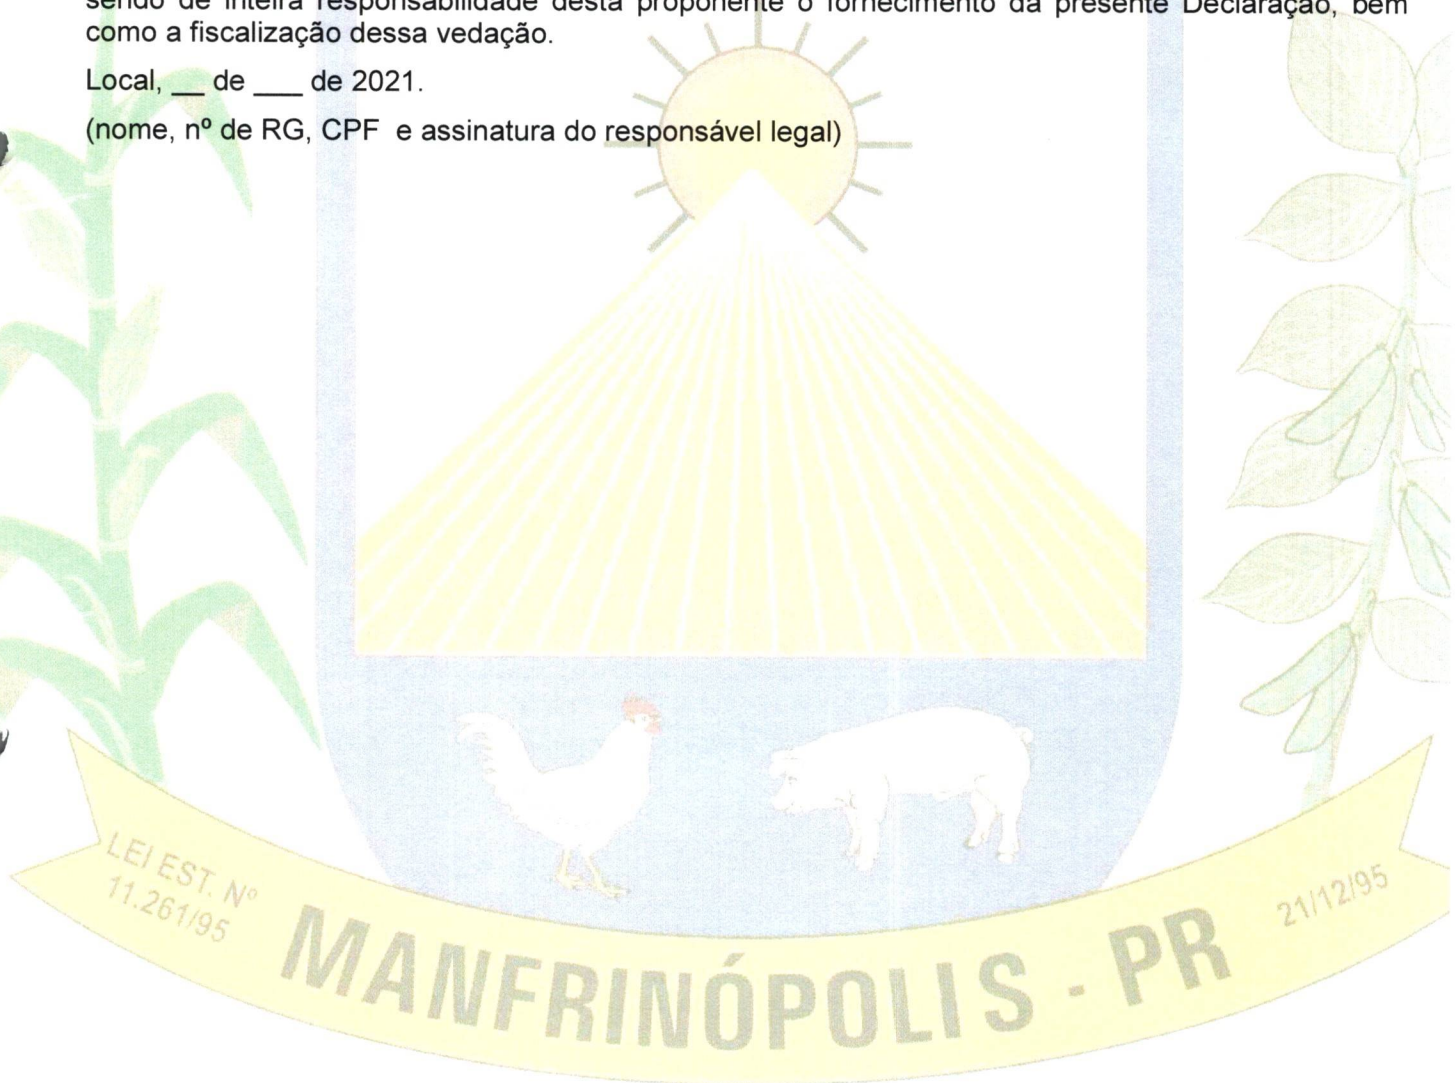 sendo de inteira responsabilidade desta proponente o fornecimento da presente Declaração, bem
como a fiscalização dessa vedação.
Local, __ de ___ de 2021.
(nome, nº de RG, CPF e assinatura do responsável legal)
LEI EST. Nº
11.261/95
MANFRINÓPOLIS - PR
21/12/95